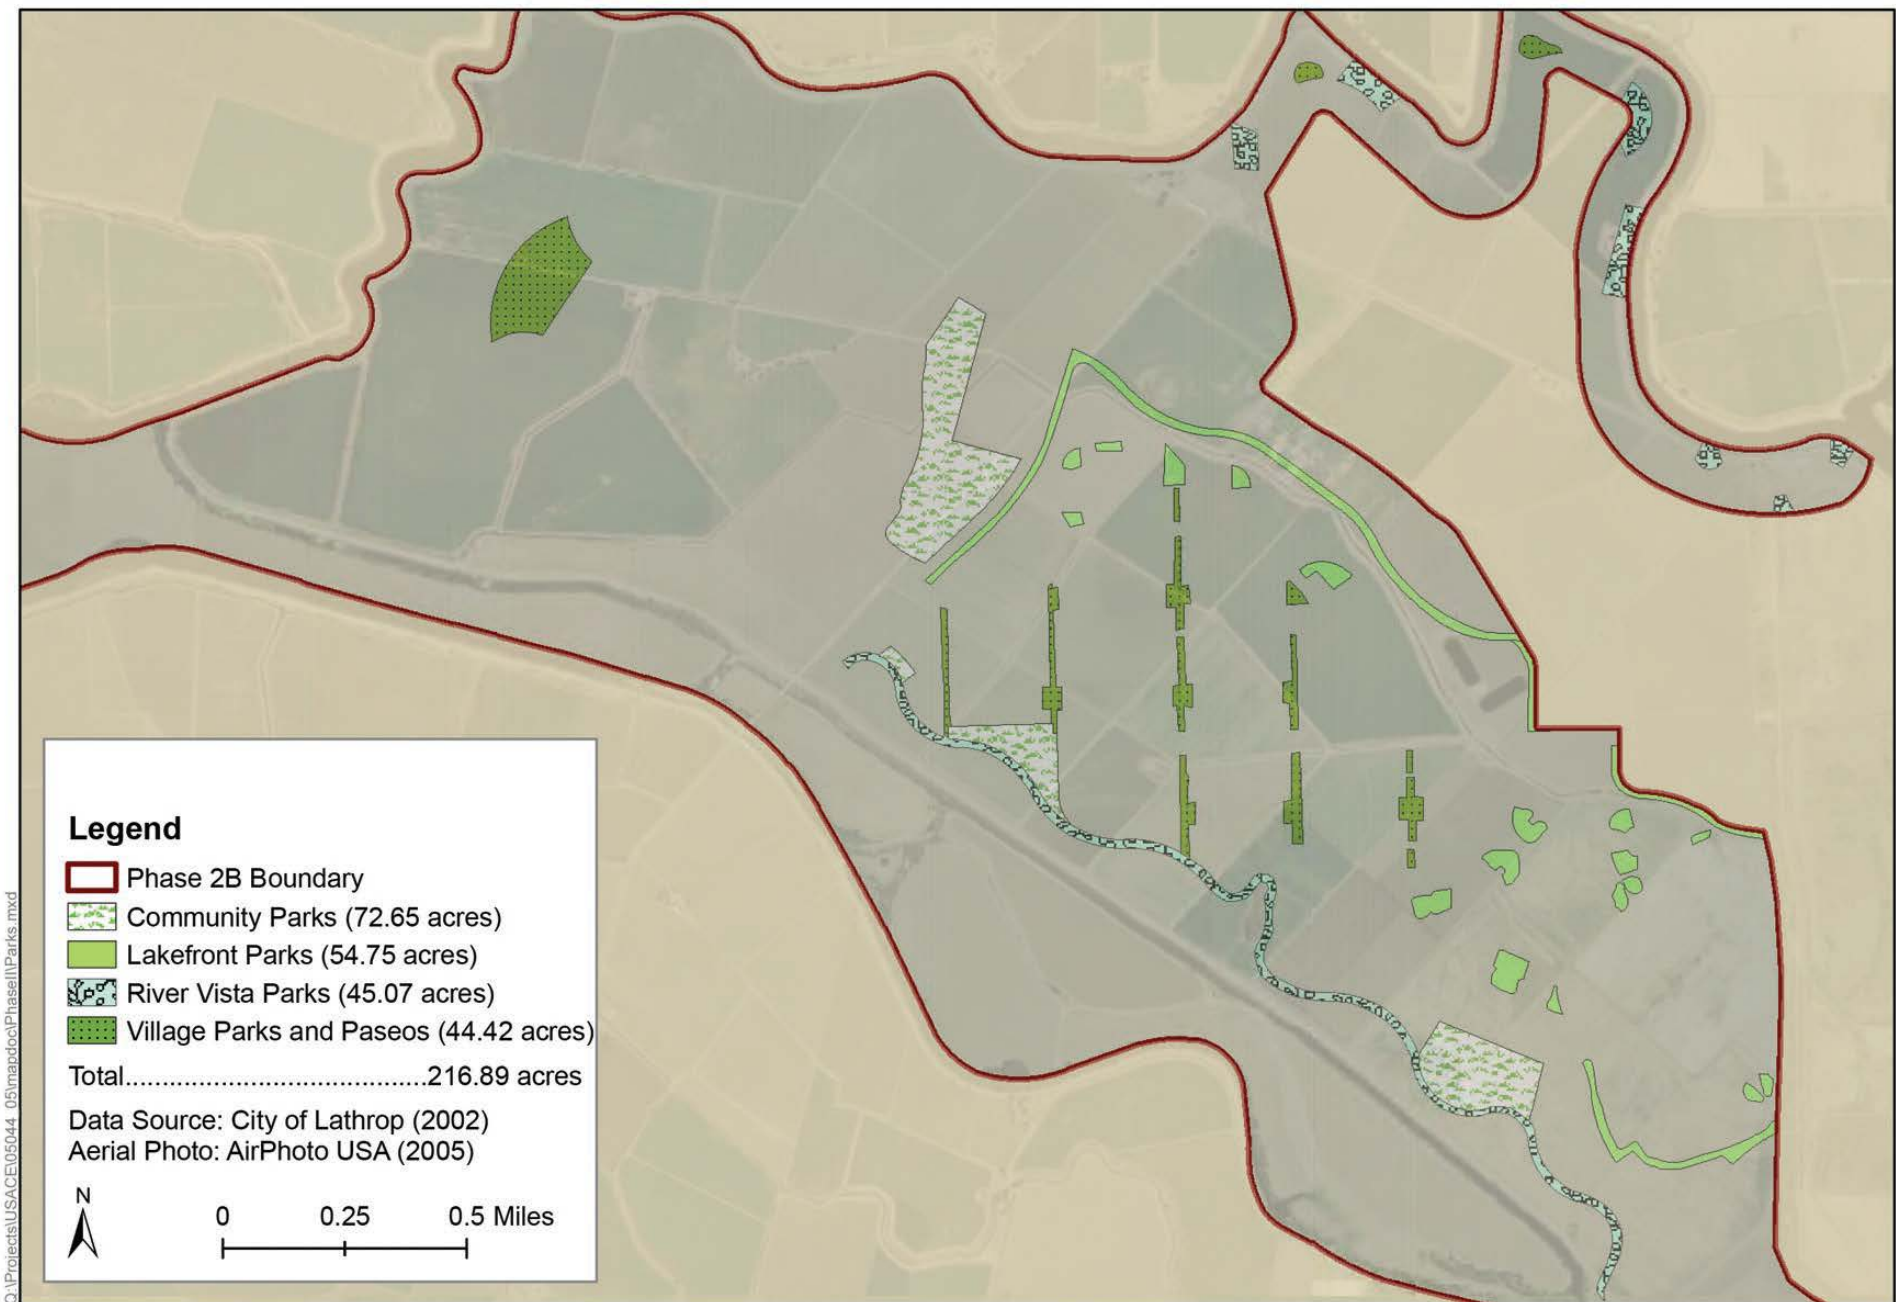 Legend
Phase 2B Boundary
Community Parks (72.65 acres)
Lakefront Parks (54.75 acres)
River Vista Parks (45.07 acres)
Village Parks and Paseos (44.42 acres)
Total.........................................216.89 acres
Data Source: City of Lathrop (2002)
Aerial Photo: AirPhoto USA (2005)
N
0 0.25 0.5 Miles
Q:\Projects\USACE\05044_05\mapdoc\PhaseII\Parks.mxd